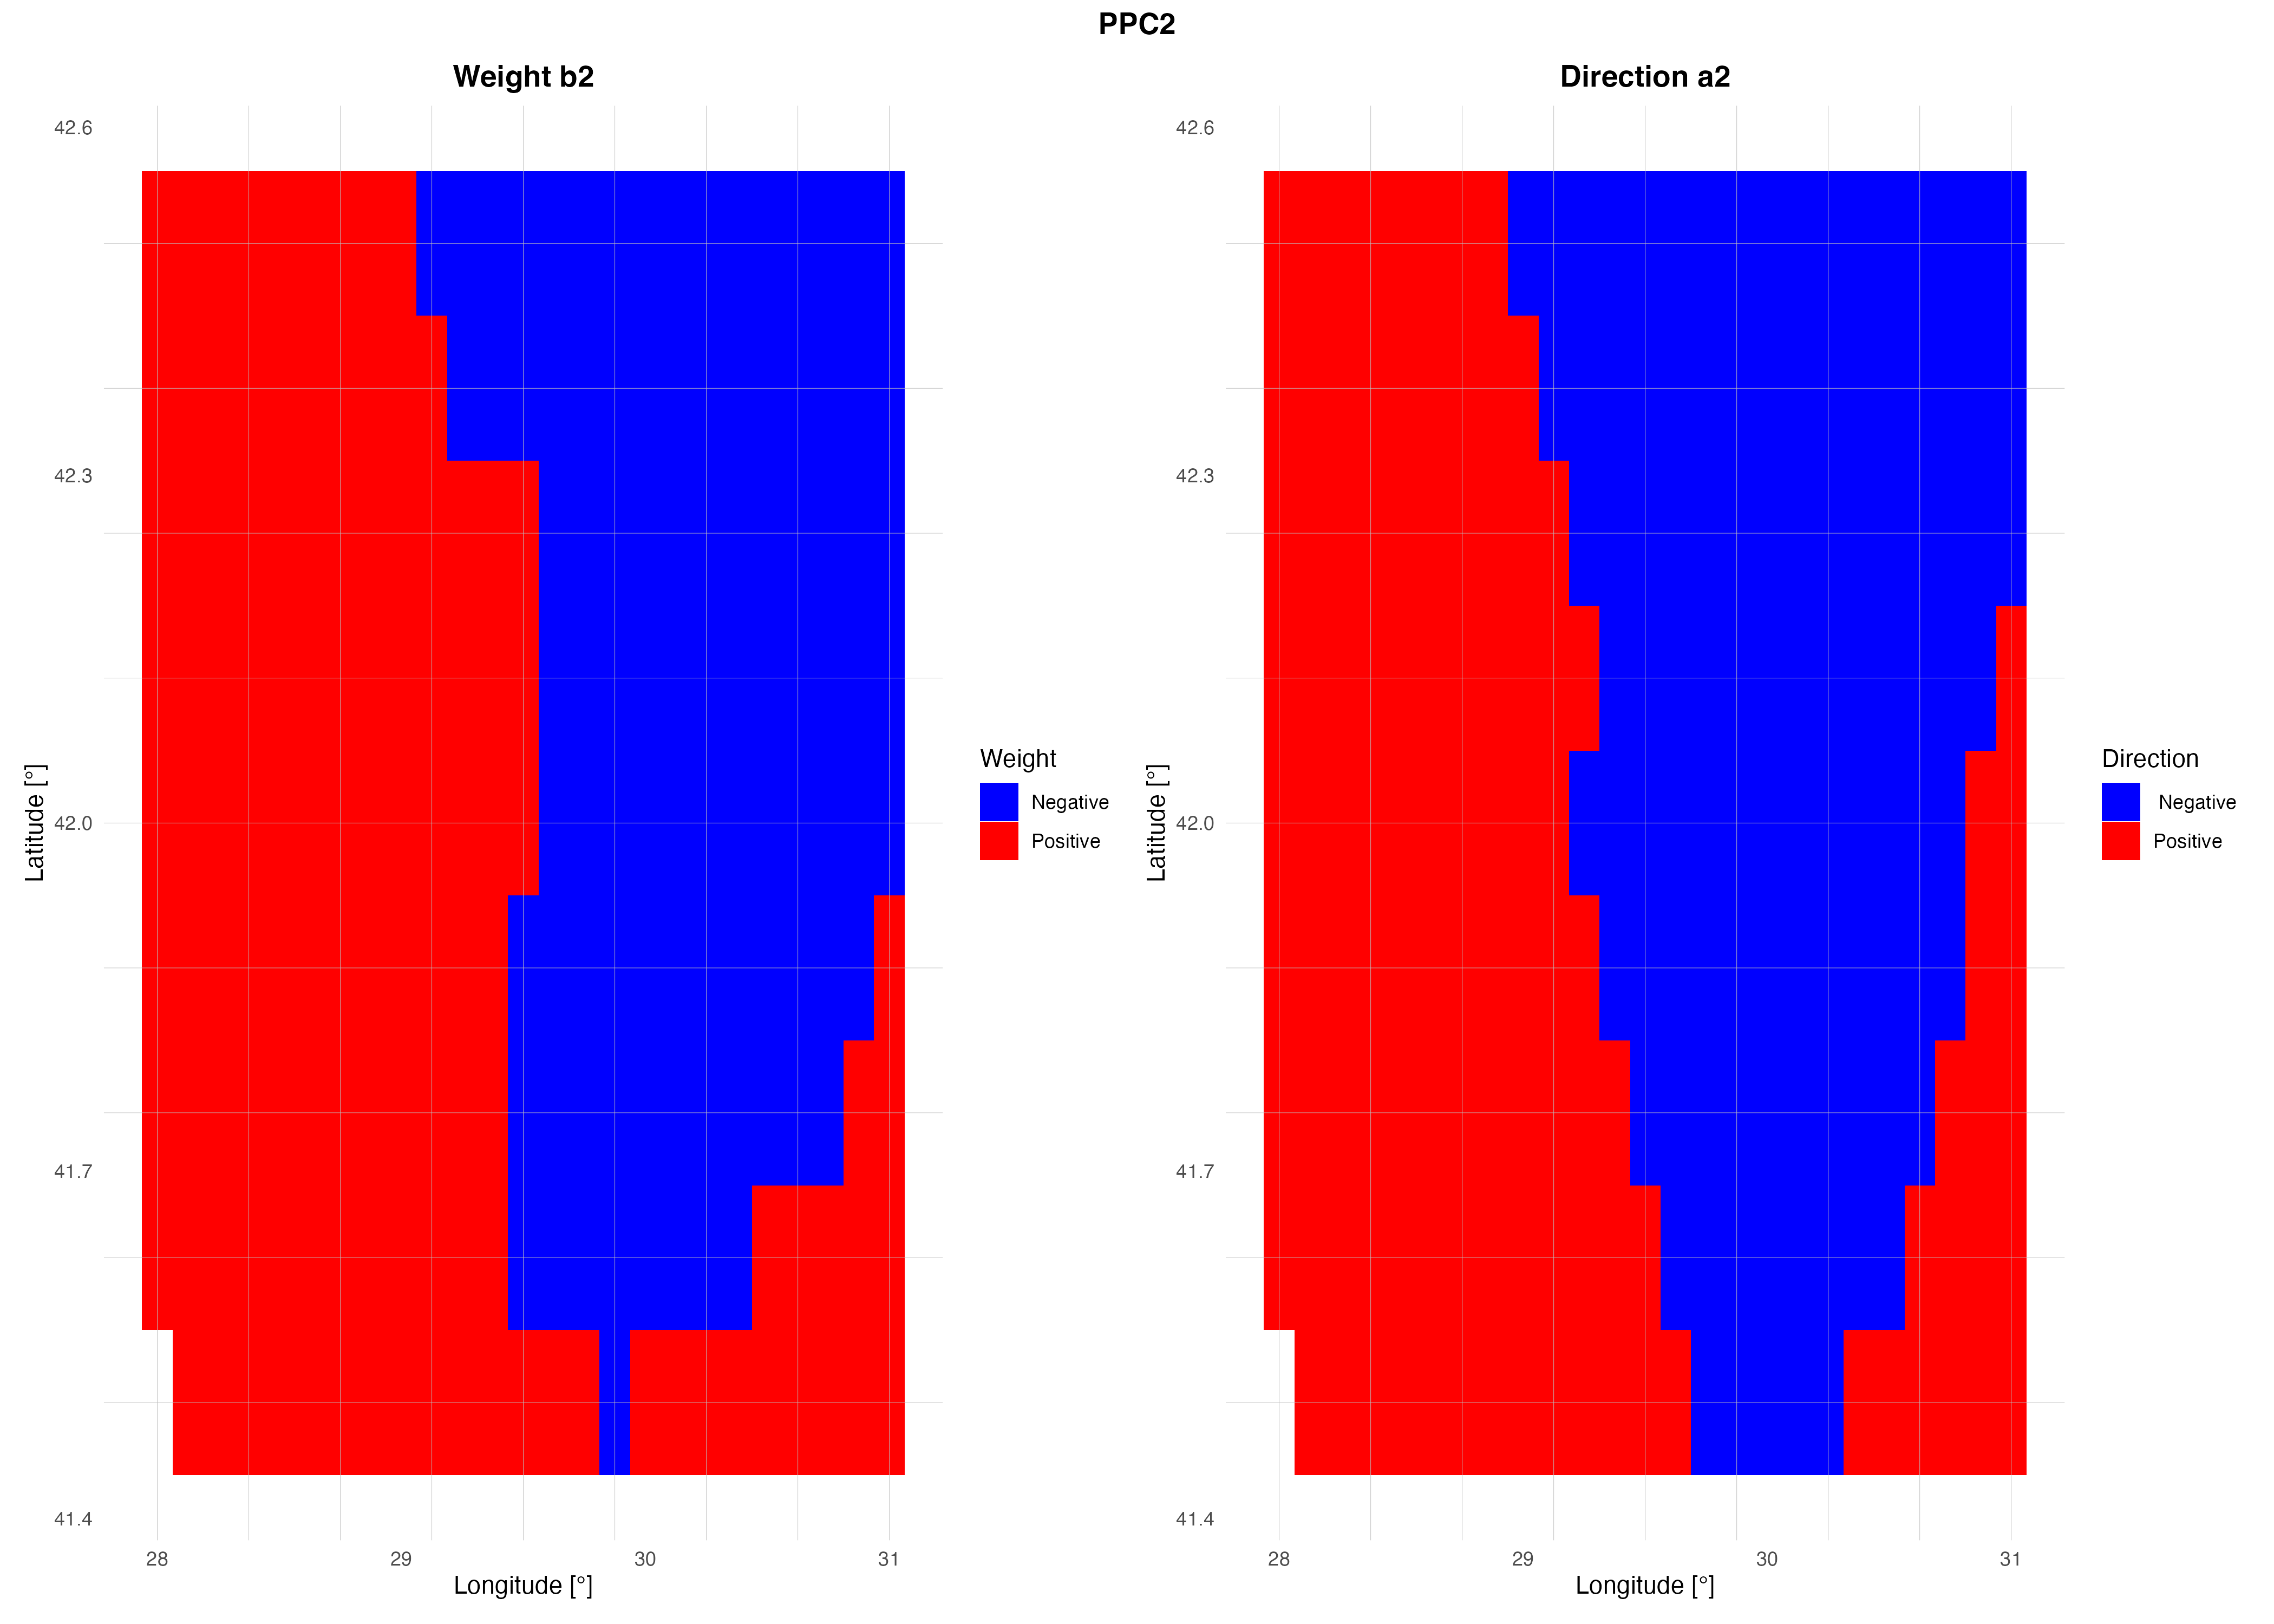 PPC2
Weight b2
42.6
42.3
42.0
41.7
41.4
Latitude [°]
28 29 30 31
Longitude [°]
Weight
Negative
Positive
Direction a2
42.6
42.3
42.0
41.7
41.4
Latitude [°]
28 29 30 31
Longitude [°]
Direction
Negative
Positive